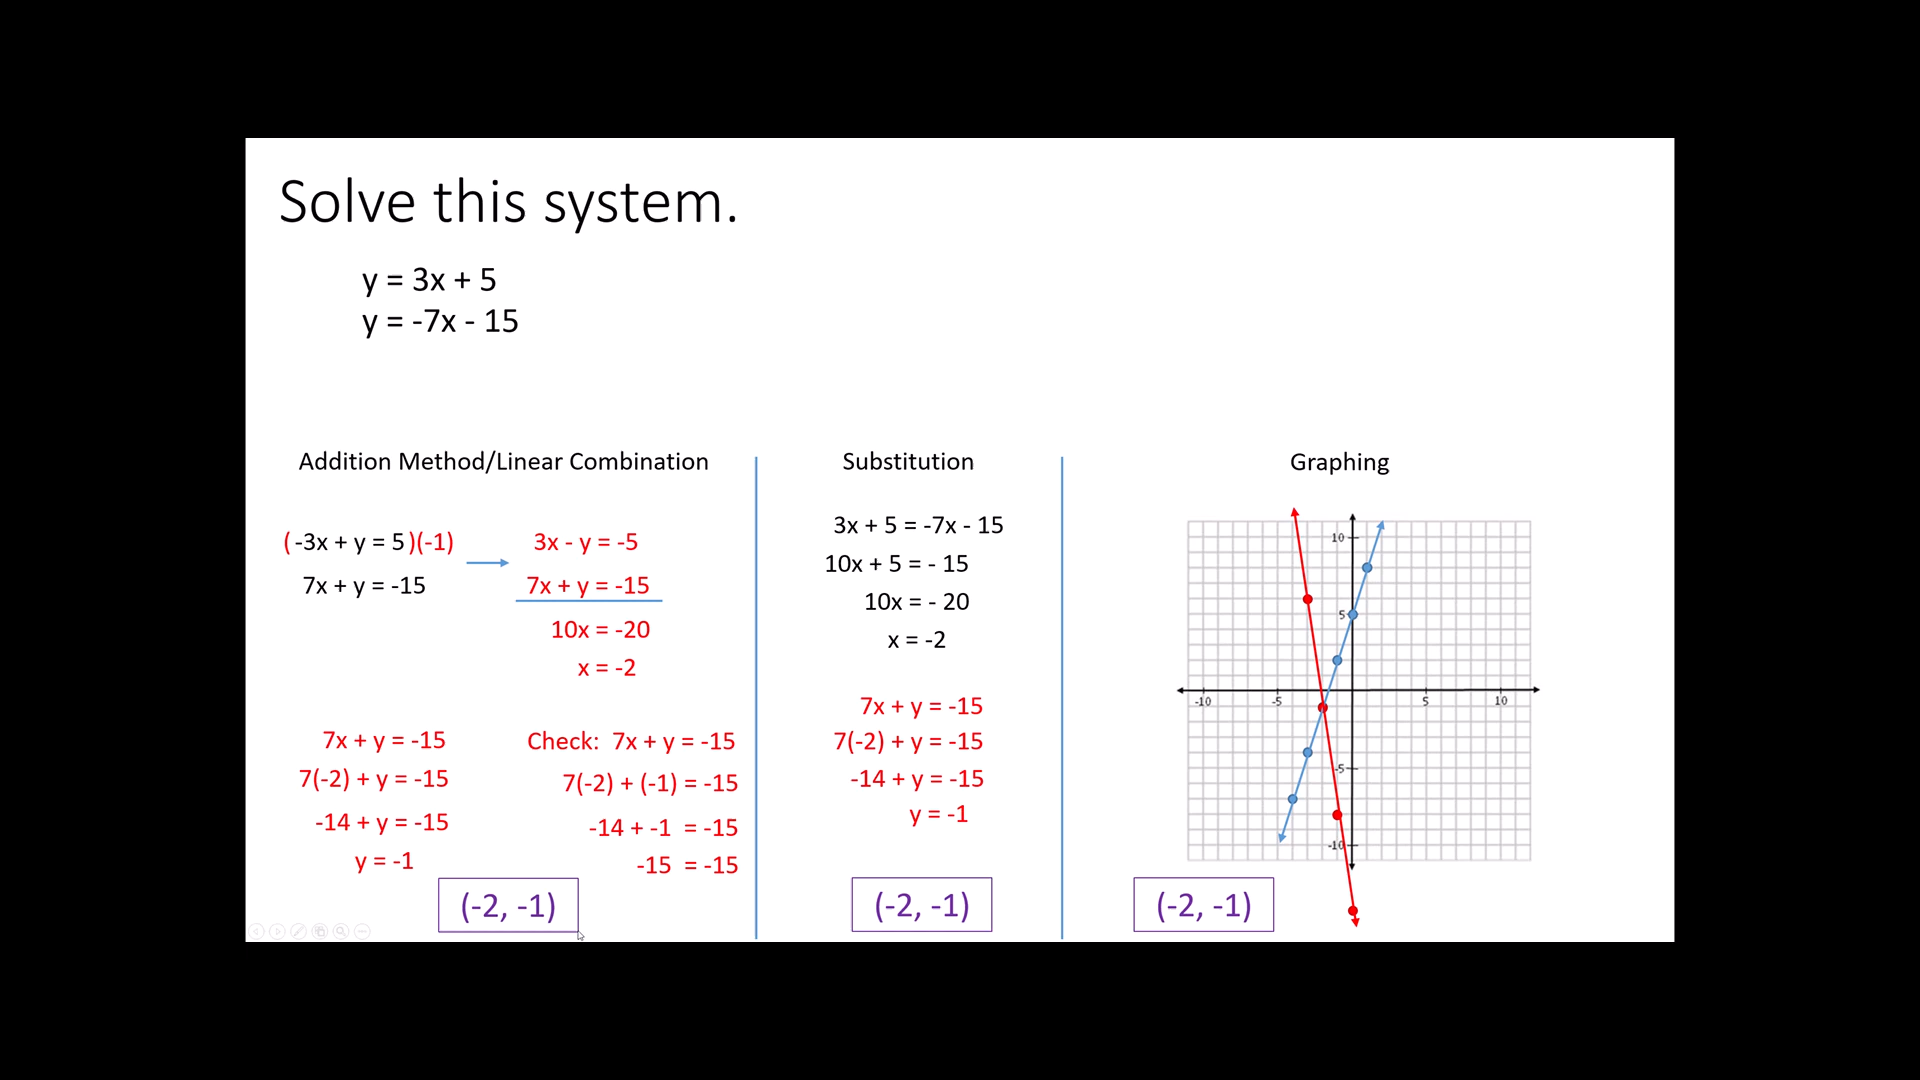 Solve this system.
y = 3x + 5
y = -7x - 15
Addition Method/Linear Combination
(-3x + y = 5)(-1)
7x + y = -15
3x - y = -5
7x + y = -15
10x = -20
x = -2
7x + y = -15
7(-2) + y = -15
-14 + y = -15
y = -1
Check: 7x + y = -15
7(-2) + (-1) = -15
-14 + -1 = -15
-15 = -15
(-2, -1)
Substitution
3x + 5 = -7x - 15
10x + 5 = - 15
10x = - 20
x = -2
7x + y = -15
7(-2) + y = -15
-14 + y = -15
y = -1
(-2, -1)
Graphing
10
5
-10 -5 5 10
-5
-10
(-2, -1)